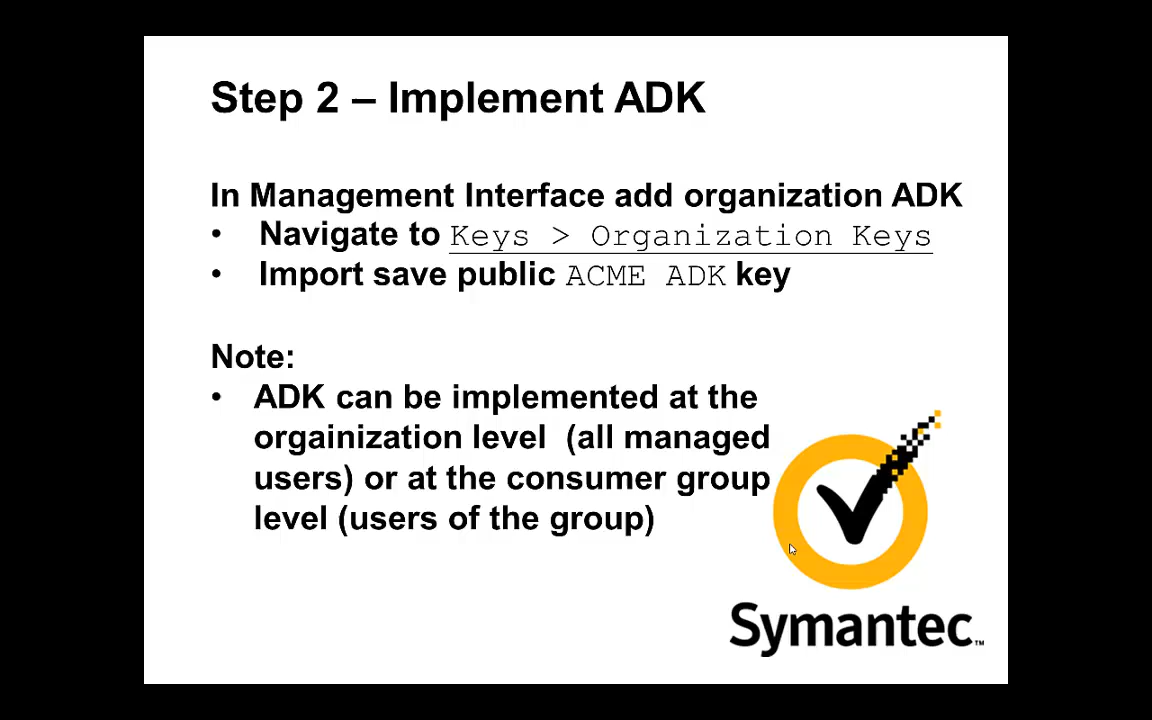 Step 2 – Implement ADK
In Management Interface add organization ADK
• Navigate to Keys > Organization Keys
• Import save public ACME ADK key
Note:
• ADK can be implemented at the
orgainization level (all managed
users) or at the consumer group
level (users of the group)
Symantec™